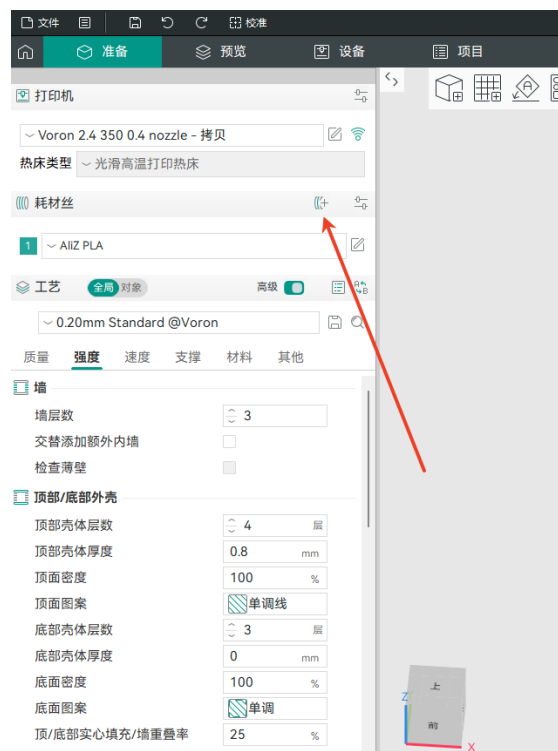 文件 校准
准备 预览 设备 项目
打印机
Voron 2.4 350 0.4 nozzle - 拷贝
热床类型 光滑高温打印热床
耗材丝
1 AliZ PLA
工艺 全局 对象 高级
0.20mm Standard @Voron
质量 强度 速度 支撑 材料 其他
墙
墙层数 3
交替添加额外内墙
检查薄壁
顶部/底部外壳
顶部壳体层数 4 层
顶部壳体厚度 0.8 mm
顶面密度 100 %
顶面图案 单调线
底部壳体层数 3 层
底部壳体厚度 0 mm
底面密度 100 %
底面图案 单调
顶/底部实心填充/墙重叠率 25 %
上
Z
前
X